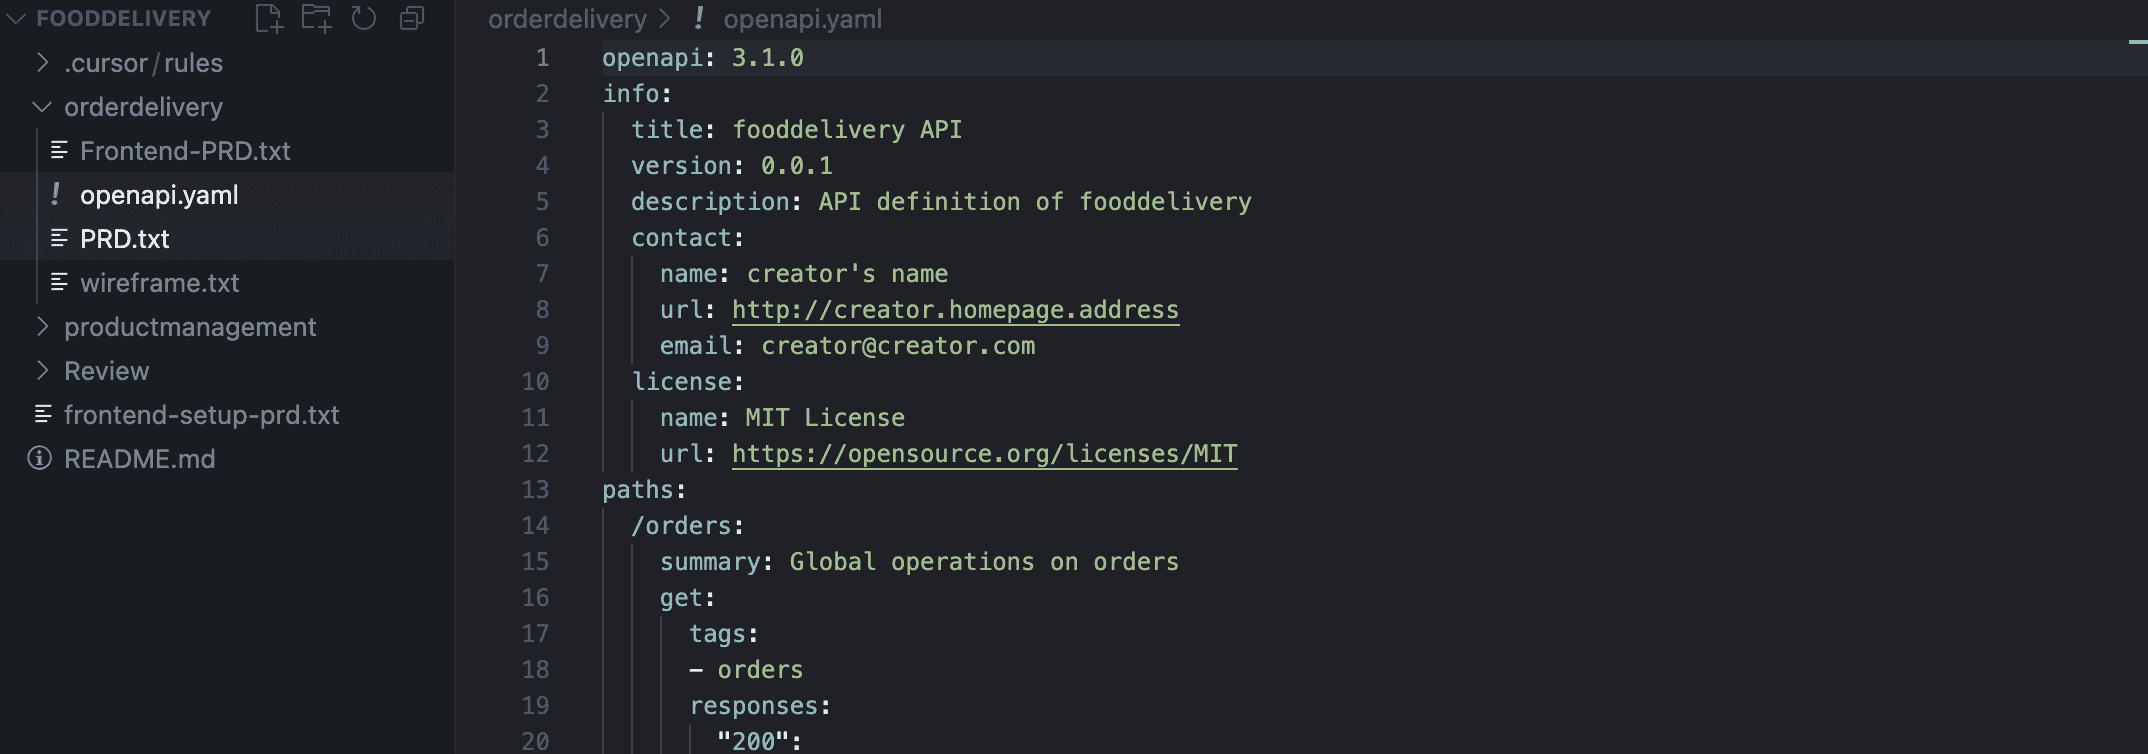 FOODDELIVERY
.cursor/rules
orderdelivery
Frontend-PRD.txt
! openapi.yaml
PRD.txt
wireframe.txt
productmanagement
Review
frontend-setup-prd.txt
README.md
orderdelivery > ! openapi.yaml
1 openapi: 3.1.0
2 info:
3   title: fooddelivery API
4   version: 0.0.1
5   description: API definition of fooddelivery
6   contact:
7     name: creator's name
8     url: http://creator.homepage.address
9     email: creator@creator.com
10   license:
11     name: MIT License
12     url: https://opensource.org/licenses/MIT
13 paths:
14   /orders:
15     summary: Global operations on orders
16     get:
17       tags:
18       - orders
19       responses:
20         "200":